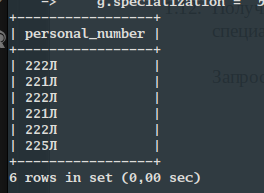 -> g.specialization =
+-----------------+
| personal_number |
+-----------------+
| 222Л |
| 221Л |
| 222Л |
| 221Л |
| 222Л |
| 225Л |
+-----------------+
6 rows in set (0,00 sec)